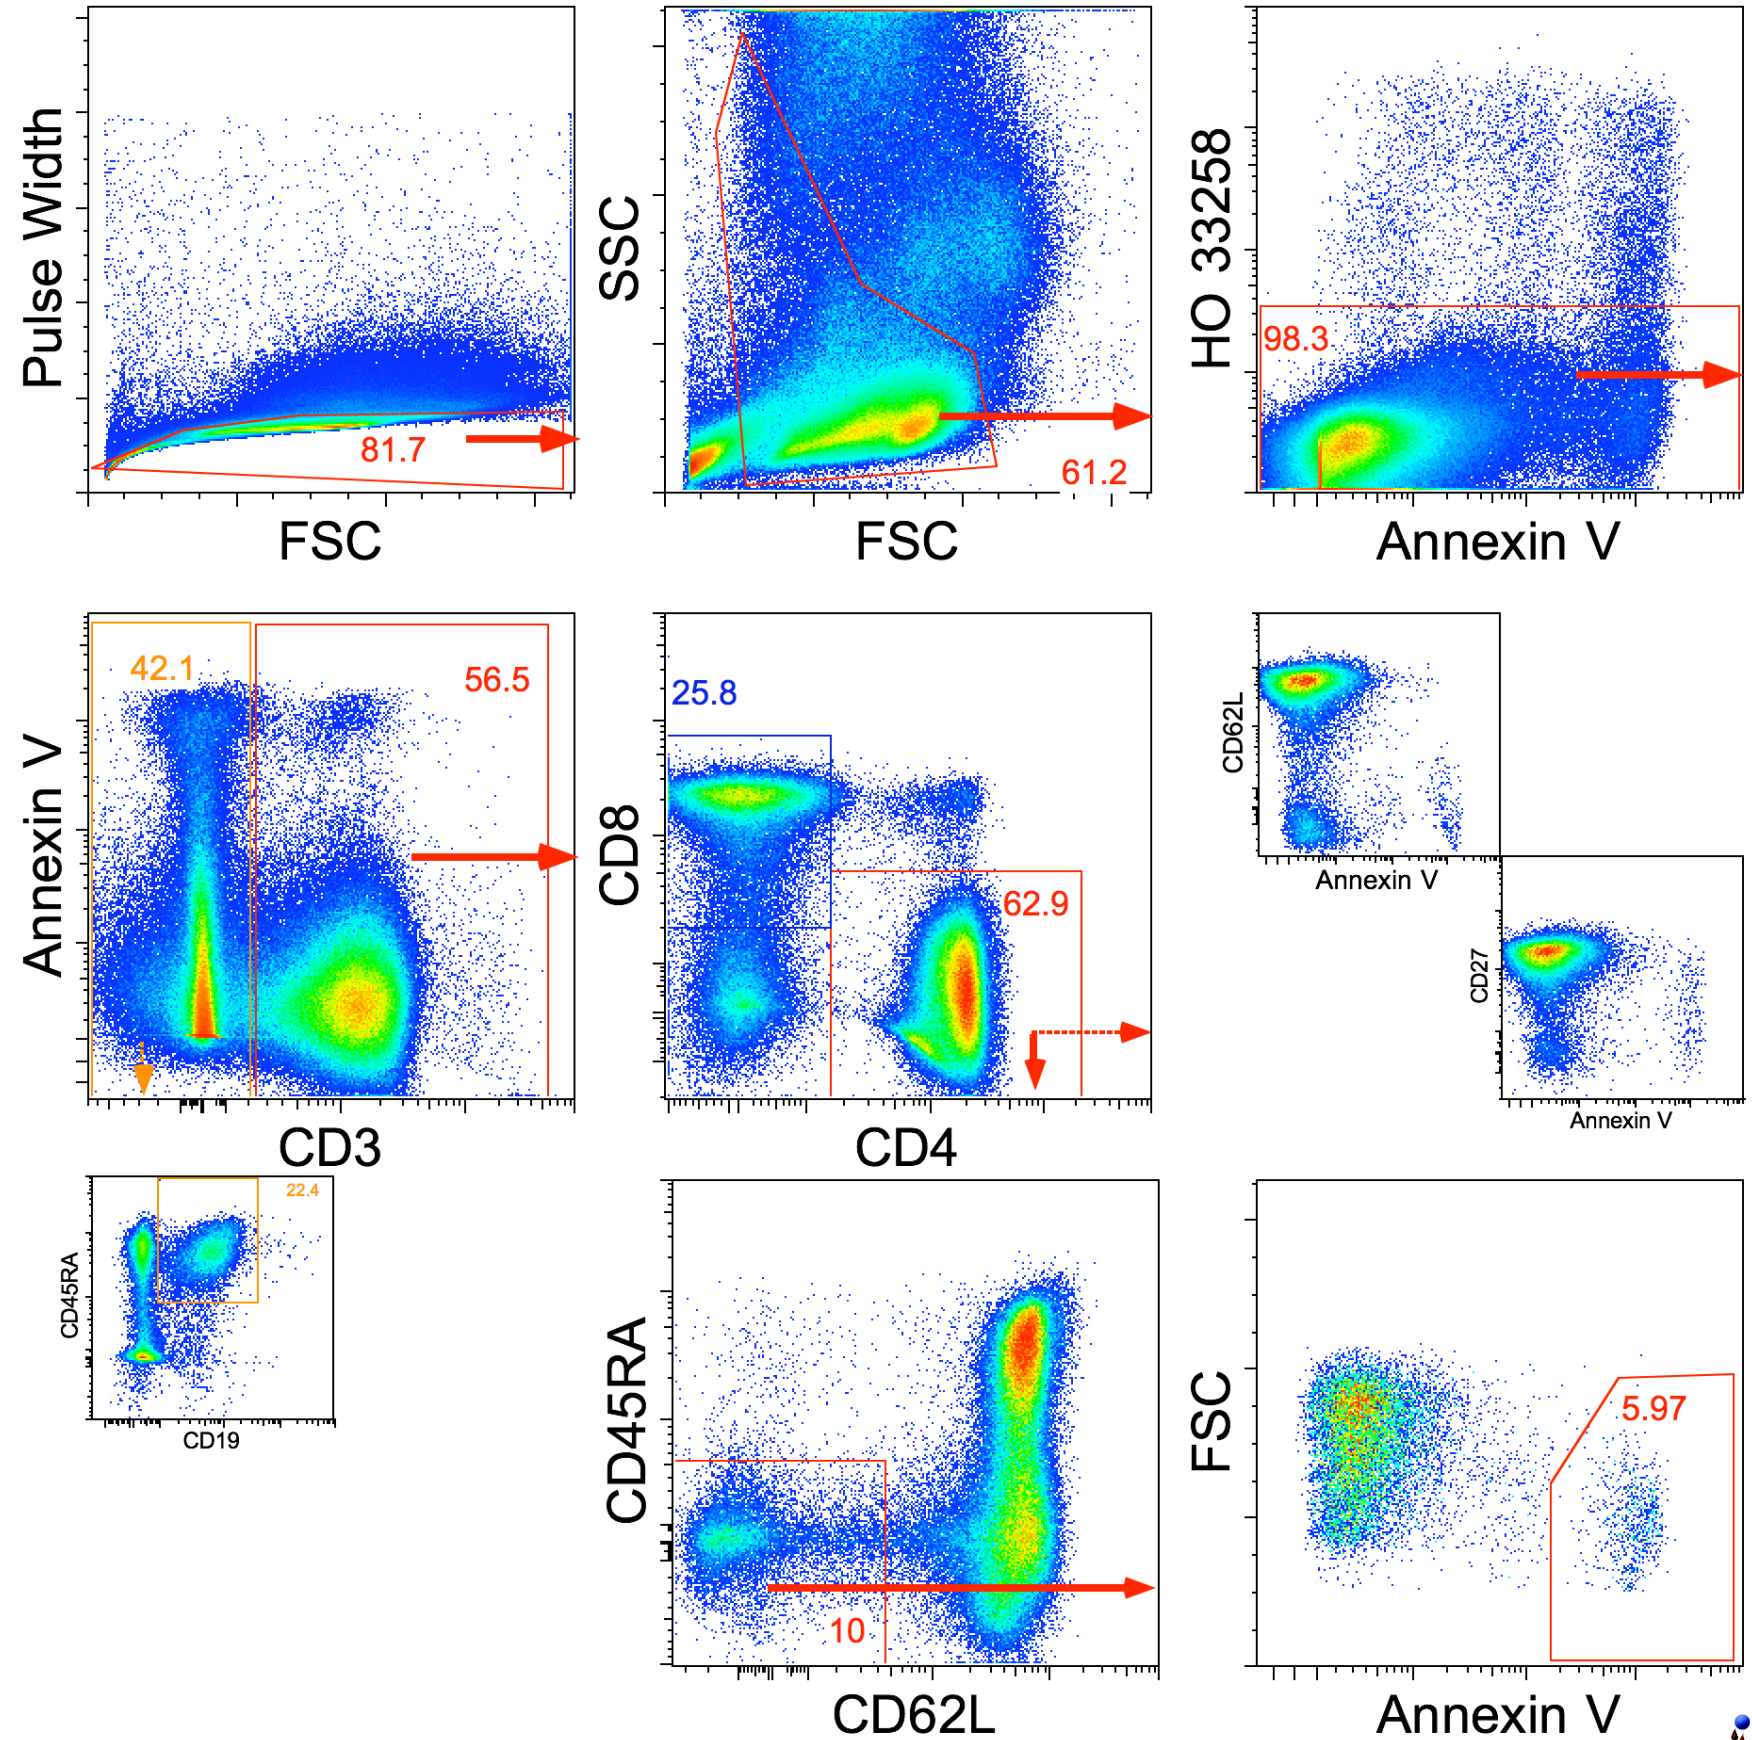 Pulse Width
81.7
FSC
SSC
61.2
FSC
HO 33258
98.3
Annexin V
Annexin V
42.1
56.5
CD3
CD8
25.8
62.9
CD4
CD62L
Annexin V
CD27
Annexin V
CD45RA
22.4
CD19
CD45RA
10
CD62L
FSC
5.97
Annexin V